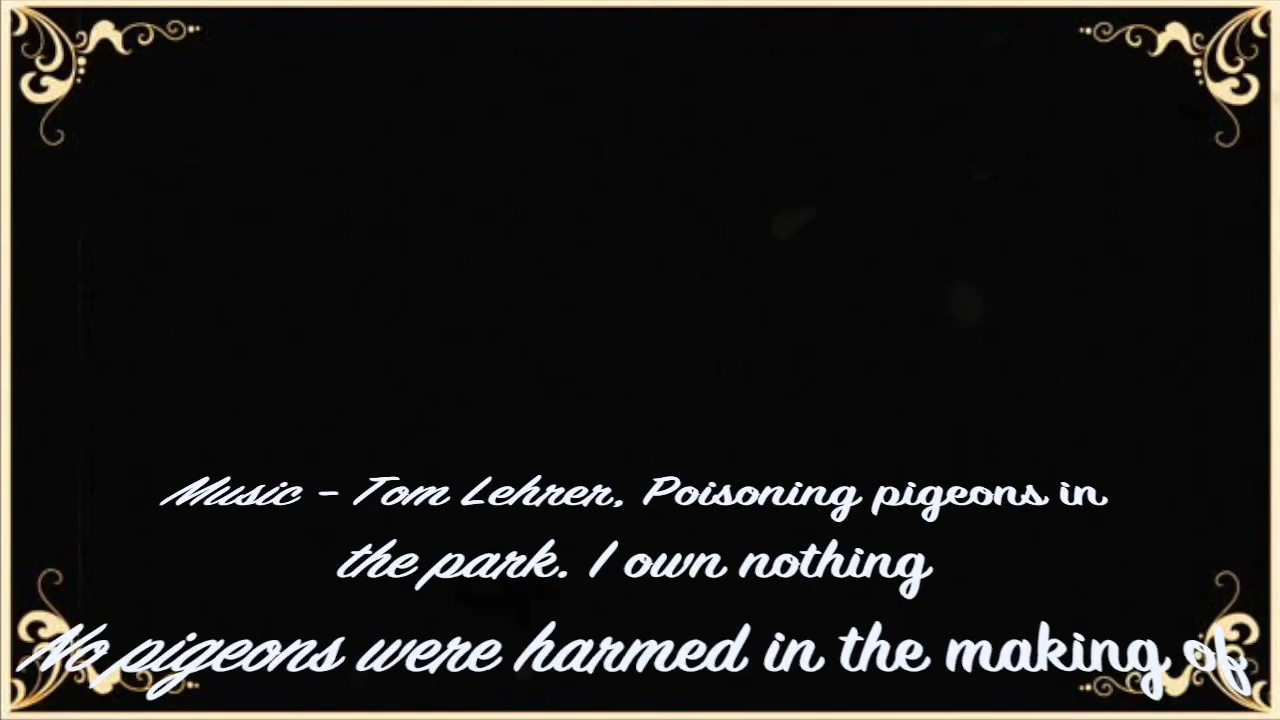 Music - Tom Lehrer, Poisoning pigeons in
the park. I own nothing
No pigeons were harmed in the making of